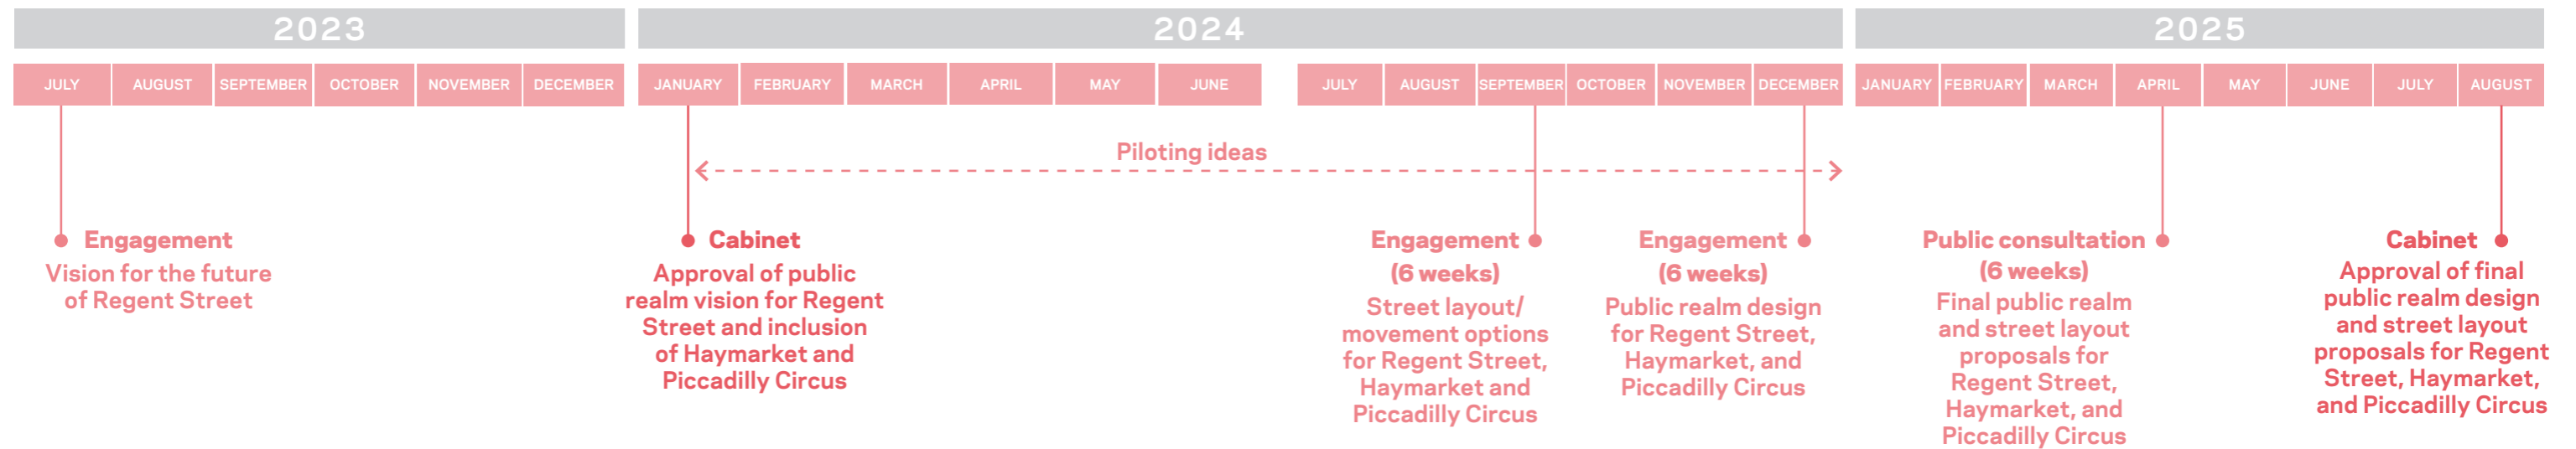 2023
2024
2025
JULY AUGUST SEPTEMBER OCTOBER NOVEMBER DECEMBER
JANUARY FEBRUARY MARCH APRIL MAY JUNE
JULY AUGUST SEPTEMBER OCTOBER NOVEMBER DECEMBER
JANUARY FEBRUARY MARCH APRIL MAY JUNE JULY AUGUST
Piloting ideas
Engagement
Vision for the future
of Regent Street
Cabinet
Approval of public
realm vision for Regent
Street and inclusion
of Haymarket and
Piccadilly Circus
Engagement
(6 weeks)
Street layout/
movement options
for Regent Street,
Haymarket and
Piccadilly Circus
Engagement
(6 weeks)
Public realm design
for Regent Street,
Haymarket, and
Piccadilly Circus
Public consultation
(6 weeks)
Final public realm
and street layout
proposals for
Regent Street,
Haymarket, and
Piccadilly Circus
Cabinet
Approval of final
public realm design
and street layout
proposals for Regent
Street, Haymarket,
and Piccadilly Circus